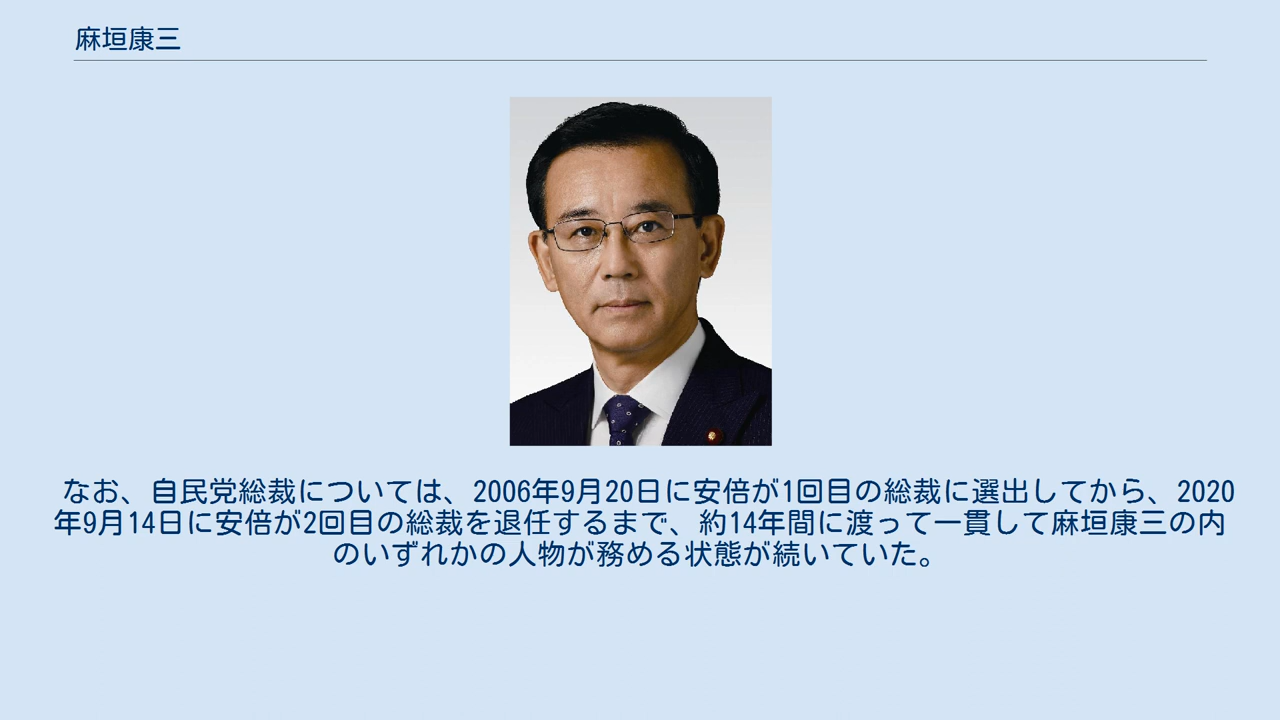 麻垣康三
なお、自民党総裁については、2006年9月20日に安倍が1回目の総裁に選出してから、2020
年9月14日に安倍が2回目の総裁を退任するまで、約14年間に渡って一貫して麻垣康三の内
のいずれかの人物が務める状態が続いていた。